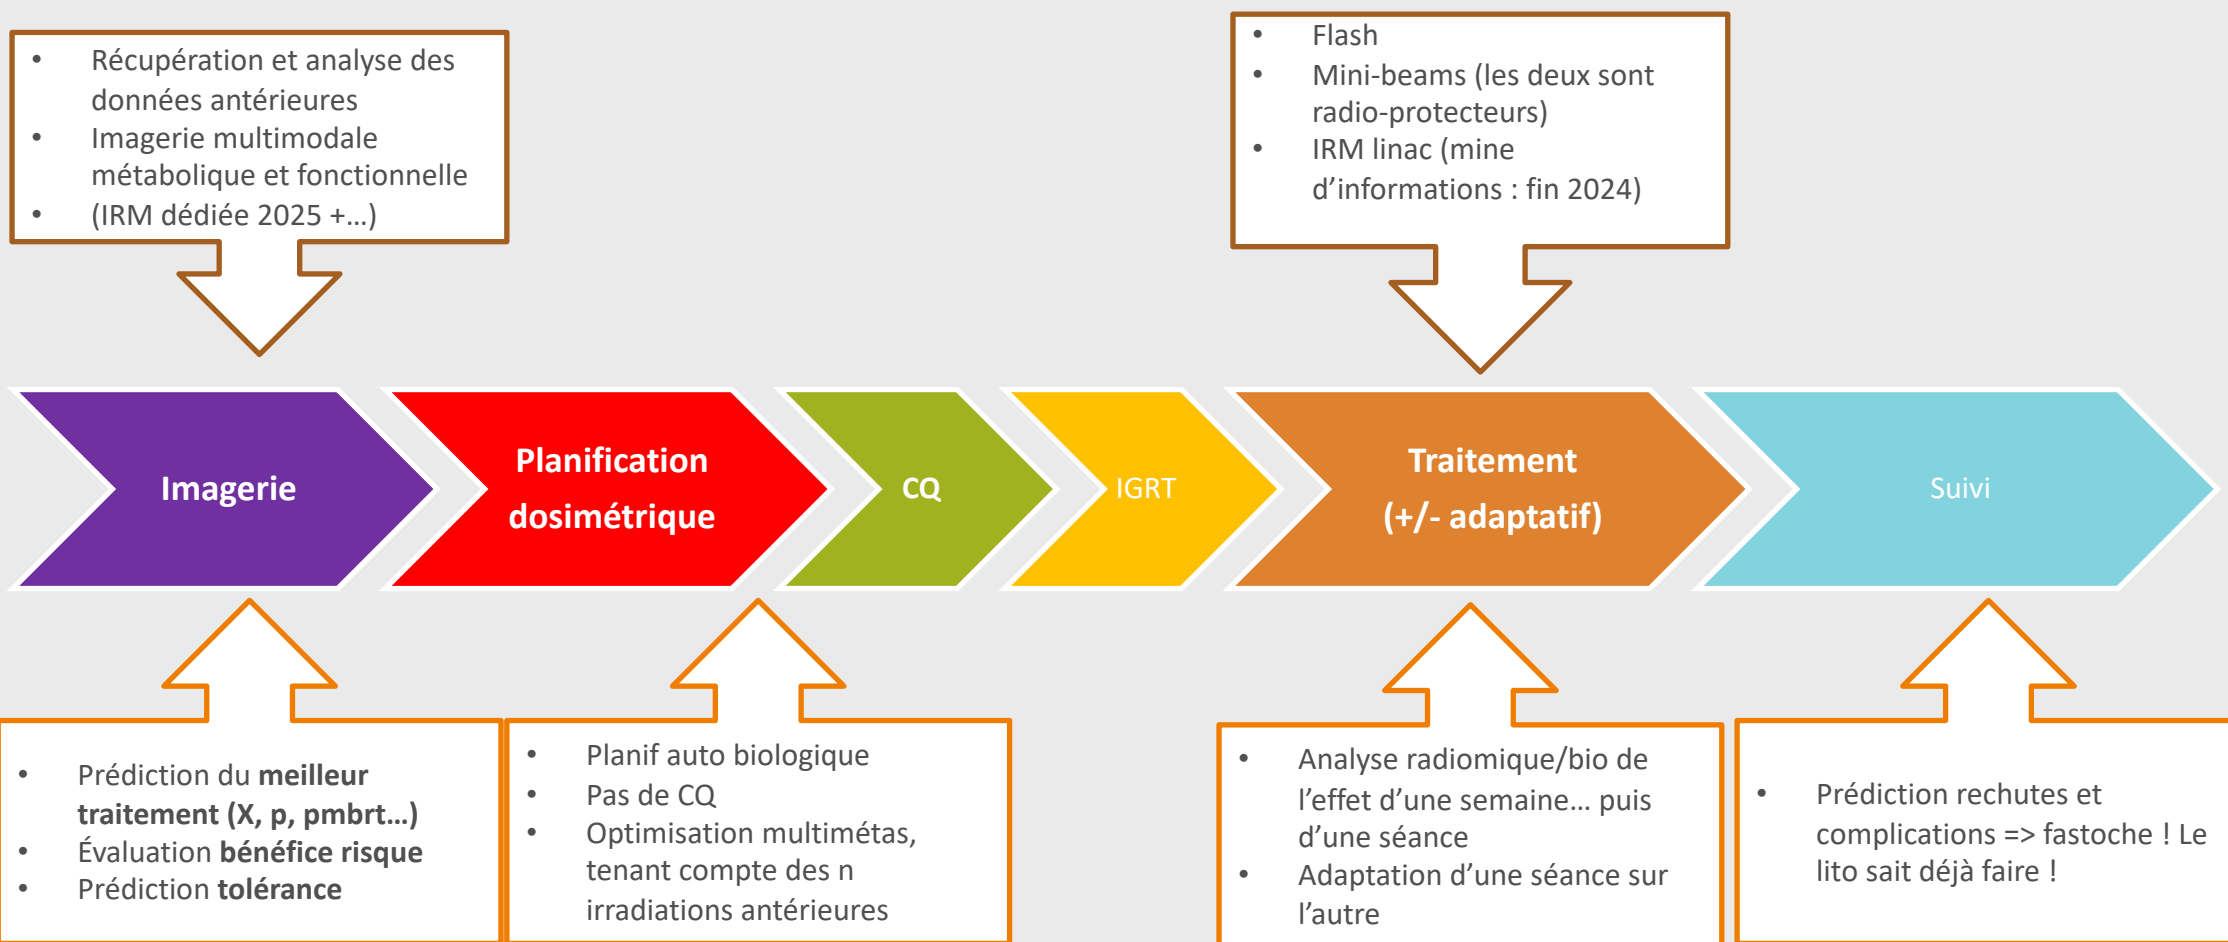 • Récupération et analyse des
données antérieures
• Imagerie multimodale
métabolique et fonctionnelle
• (IRM dédiée 2025 +…)
• Flash
• Mini-beams (les deux sont
radio-protecteurs)
• IRM linac (mine
d’informations : fin 2024)
Imagerie
Planification
dosimétrique
CQ
IGRT
Traitement
(+/- adaptatif)
Suivi
• Prédiction du meilleur
traitement (X, p, pmbrt…)
• Évaluation bénéfice risque
• Prédiction tolérance
• Planif auto biologique
• Pas de CQ
• Optimisation multimétas,
tenant compte des n
irradiations antérieures
• Analyse radiomique/bio de
l’effet d’une semaine… puis
d’une séance
• Adaptation d’une séance sur
l’autre
• Prédiction rechutes et
complications => fastoche ! Le
lito sait déjà faire !